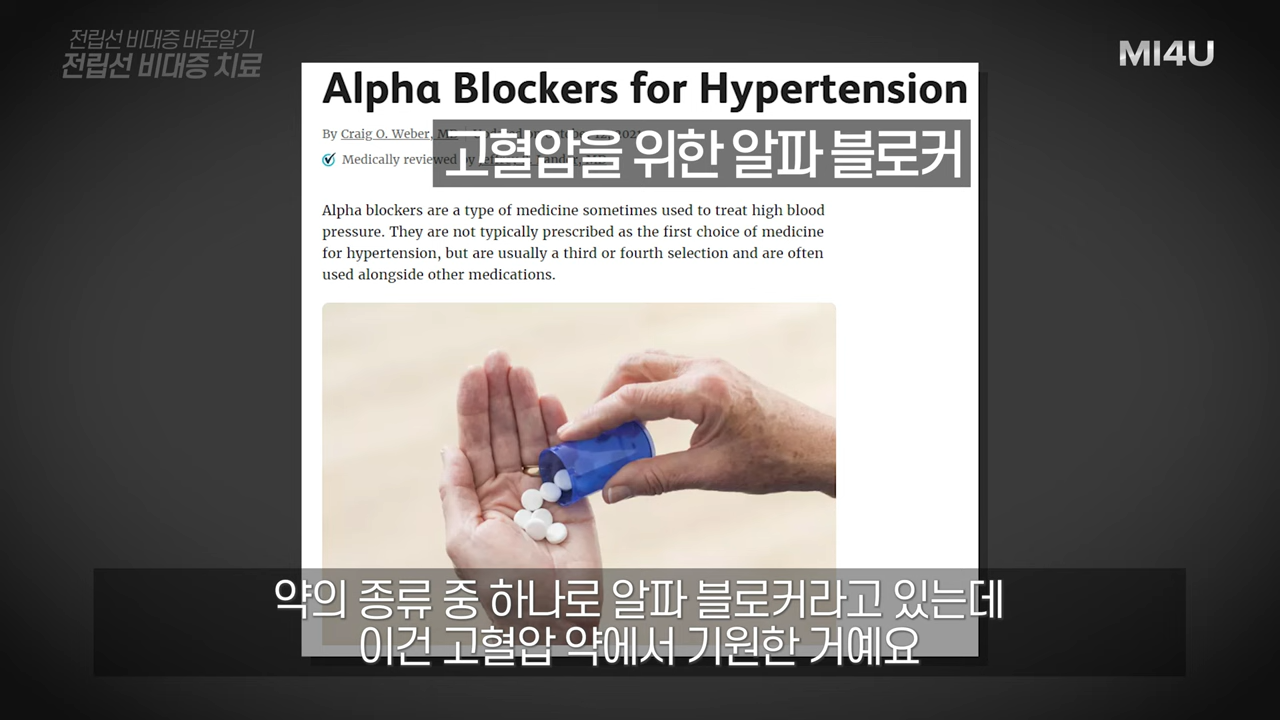 전립선 비대증 바로알기
전립선 비대증 치료
MI4U
Alpha Blockers for Hypertension
By Craig O. Weber, MD
고혈압을 위한 알파 블로커
Medically reviewed by
Alpha blockers are a type of medicine sometimes used to treat high blood
pressure. They are not typically prescribed as the first choice of medicine
for hypertension, but are usually a third or fourth selection and are often
used alongside other medications.
약의 종류 중 하나로 알파 블로커라고 있는데
이건 고혈압 약에서 기원한 거예요